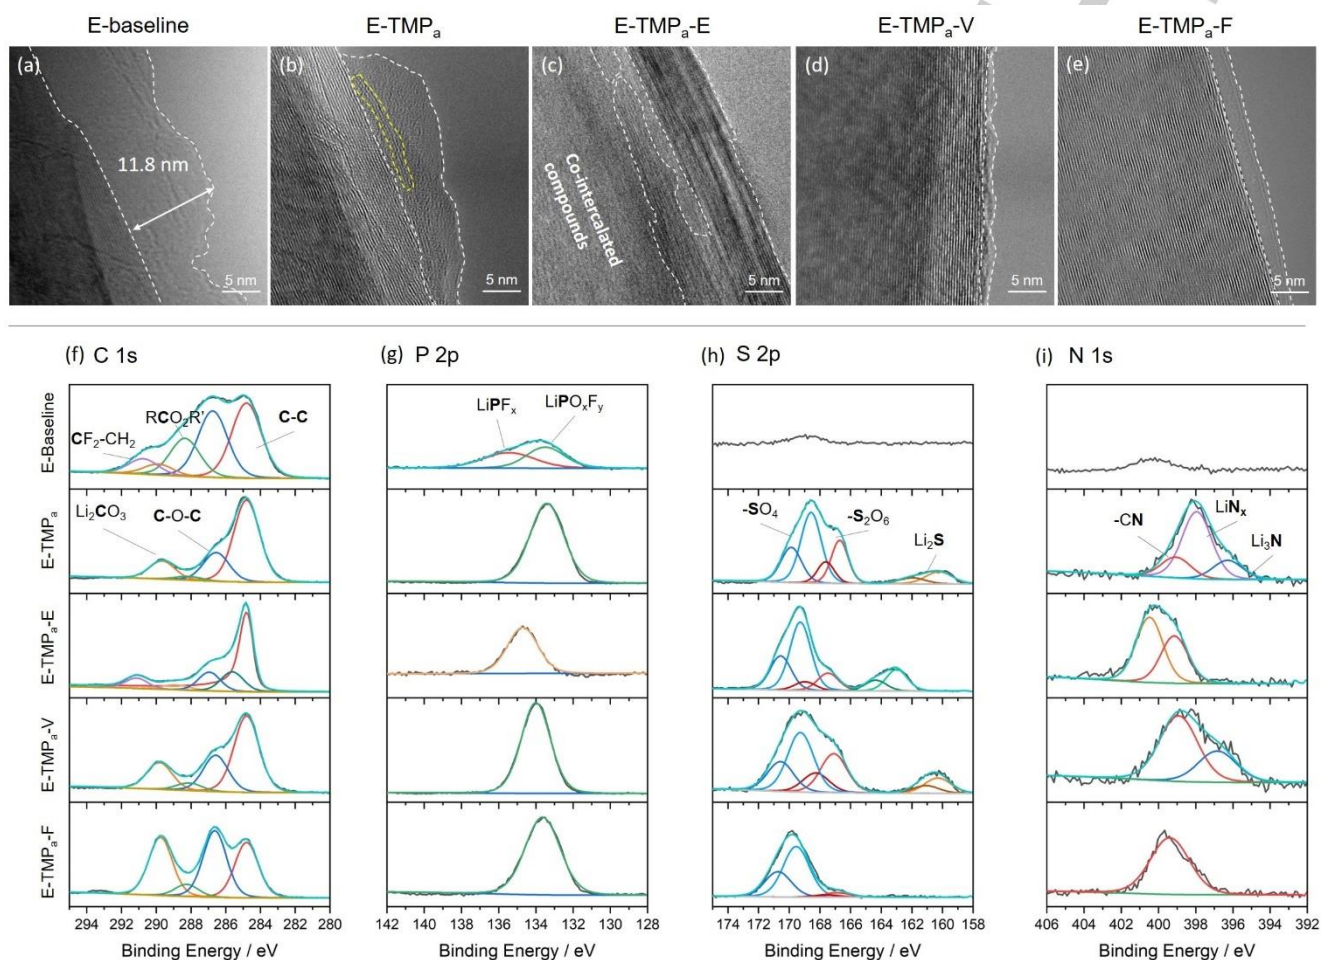 E-baseline E-TMPₐ E-TMPₐ-E E-TMPₐ-V E-TMPₐ-F
(a) (b) (c) (d) (e)
11.8 nm
Co-intercalated
compounds
5 nm 5 nm 5 nm 5 nm 5 nm
(f) C 1s (g) P 2p (h) S 2p (i) N 1s
E-Baseline
CF₂-CH₂
RCO₂R'
C-C
LiPFₓ
LiPOₓFᵧ
E-TMPₐ
Li₂CO₃
C-O-C
-SO₄
-S₂O₆
Li₂S
-CN
LiNₓ
Li₃N
E-TMPₐ-E
E-TMPₐ-V
E-TMPₐ-F
294 292 290 288 286 284 282 280
142 140 138 136 134 132 130 128
174 172 170 168 166 164 162 160 158
406 404 402 400 398 396 394 392
Binding Energy / eV Binding Energy / eV Binding Energy / eV Binding Energy / eV